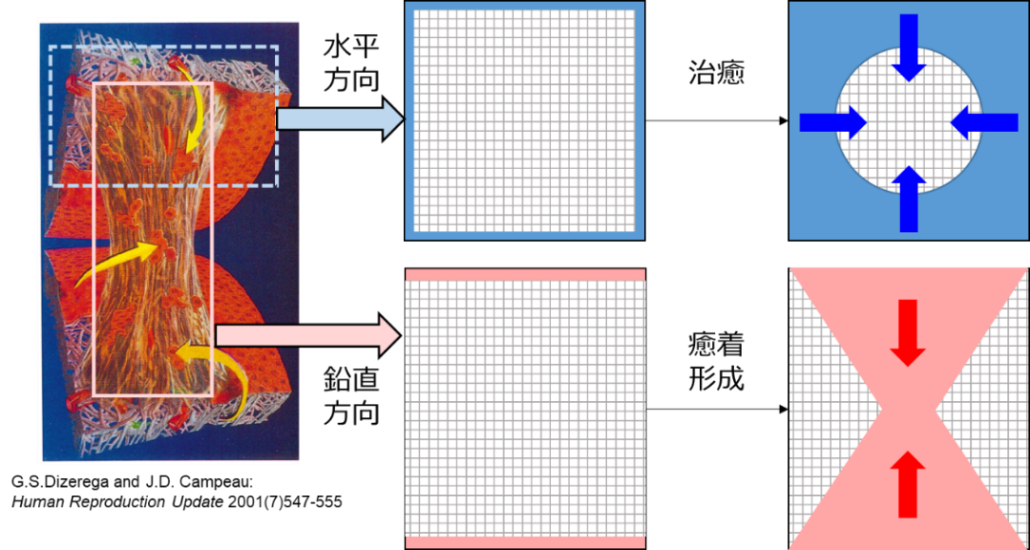 水平
方向
治癒
鉛直
方向
癒着
形成
G.S.Dizerega and J.D. Campeau:
Human Reproduction Update 2001(7)547-555